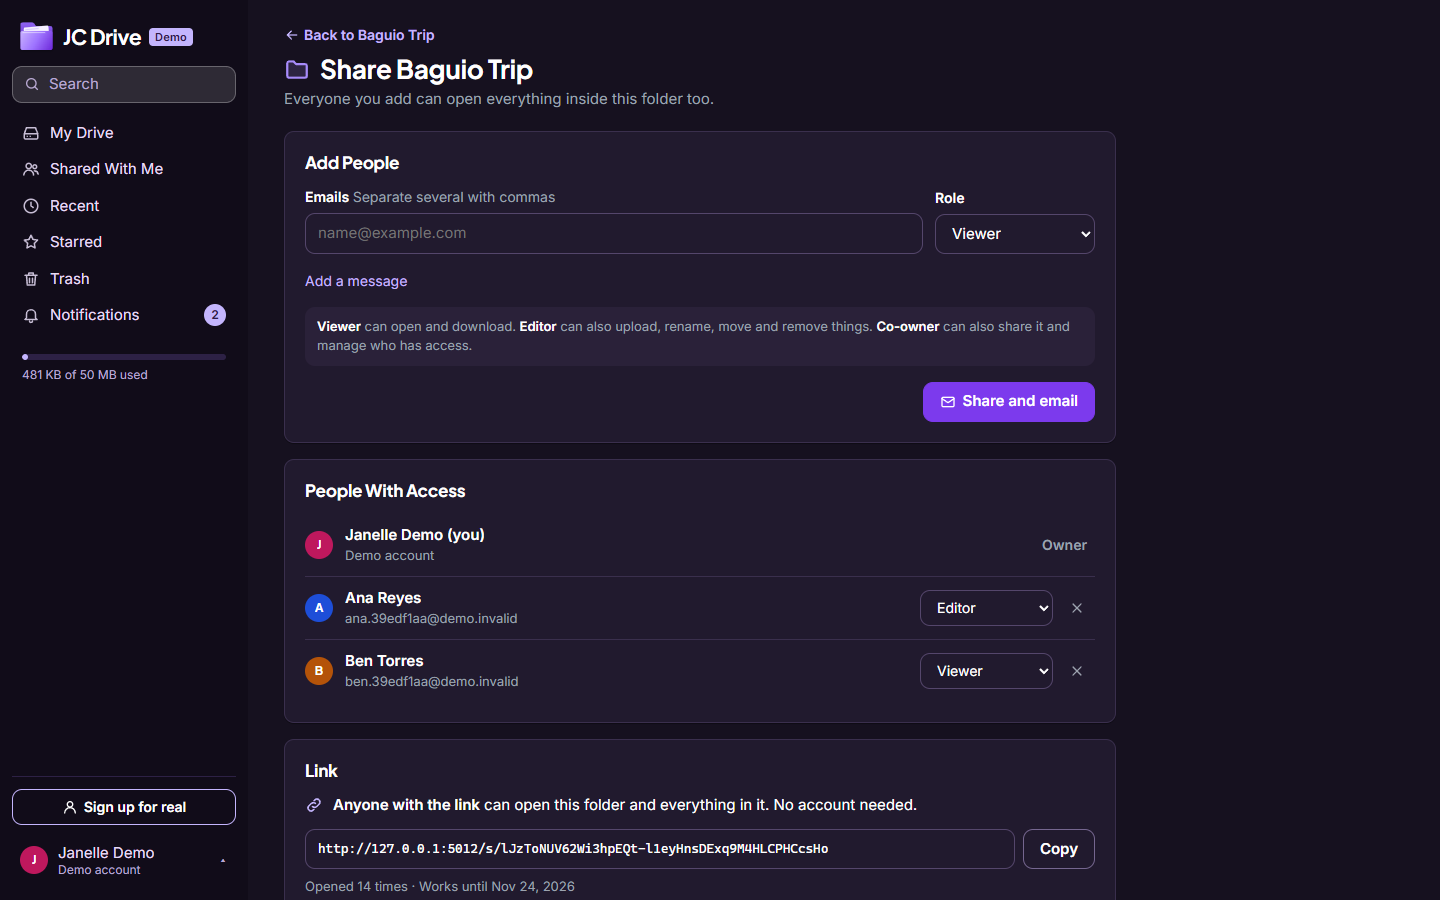 JC Drive Demo
Search
My Drive
Shared With Me
Recent
Starred
Trash
Notifications 2
481 KB of 50 MB used
Sign up for real
J Janelle Demo
Demo account
← Back to Baguio Trip
Share Baguio Trip
Everyone you add can open everything inside this folder too.
Add People
Emails Separate several with commas
Role
name@example.com
Viewer
Add a message
Viewer can open and download. Editor can also upload, rename, move and remove things. Co-owner can also share it and
manage who has access.
Share and email
People With Access
J Janelle Demo (you)
Demo account
Owner
A Ana Reyes
ana.39edf1aa@demo.invalid
Editor
B Ben Torres
ben.39edf1aa@demo.invalid
Viewer
Link
Anyone with the link can open this folder and everything in it. No account needed.
http://127.0.0.1:5012/s/lJzToNUV62Wi3hpEQt-l1eyHnsDExq9M4HLCPHCcsHo
Copy
Opened 14 times · Works until Nov 24, 2026